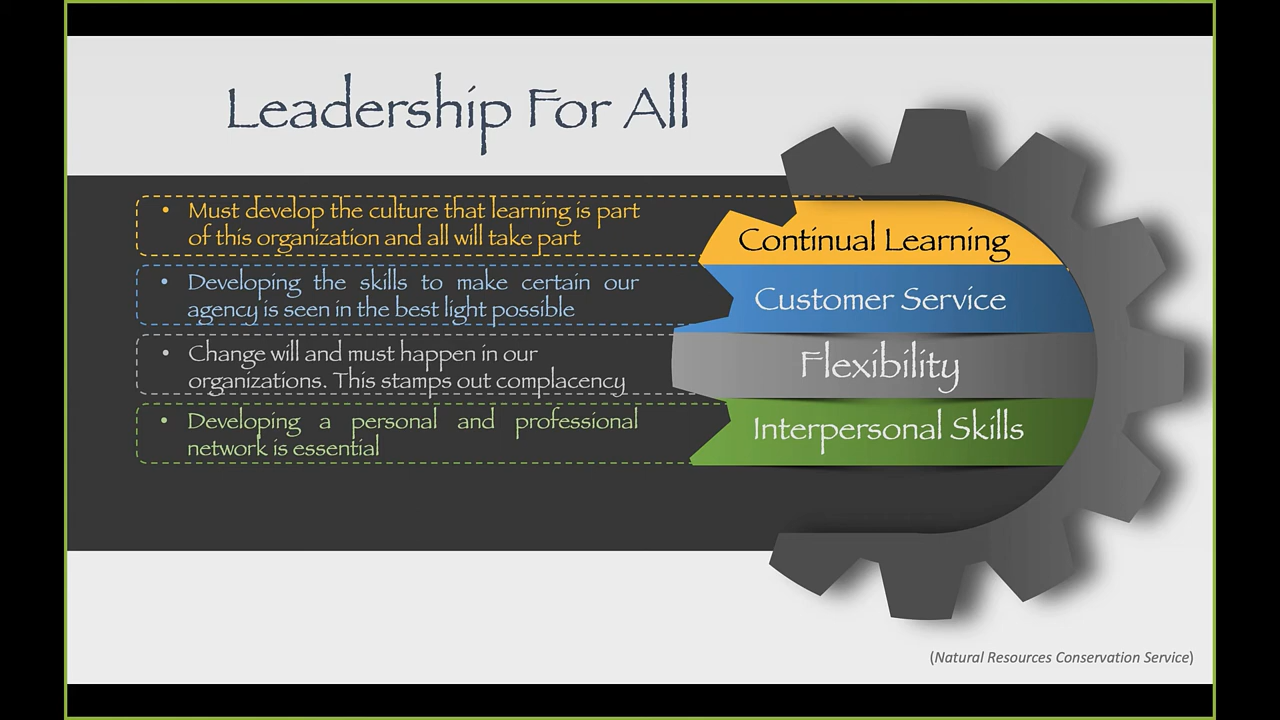 Leadership For All
• Must develop the culture that learning is part
of this organization and all will take part
Continual Learning
• Developing the skills to make certain our
agency is seen in the best light possible
Customer Service
• Change will and must happen in our
organizations. This stamps out complacency
Flexibility
• Developing a personal and professional
network is essential
Interpersonal Skills
(Natural Resources Conservation Service)